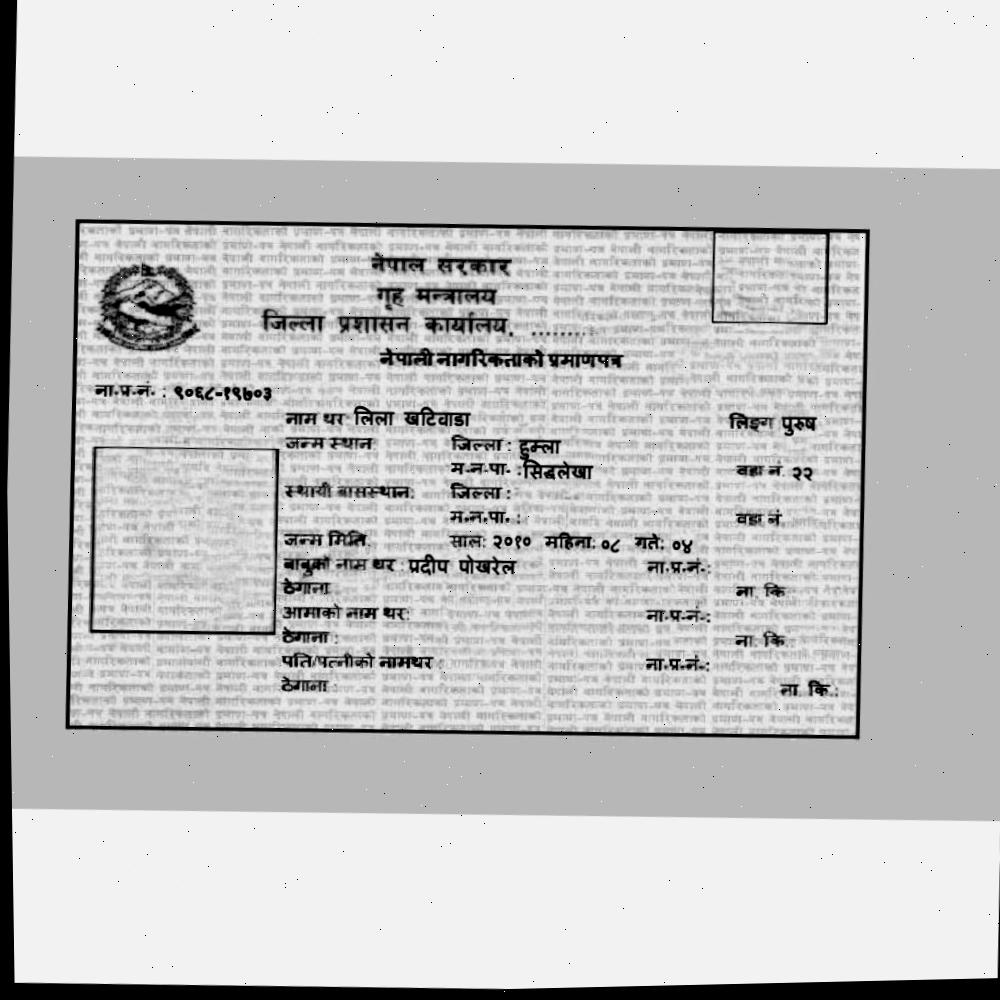 नेपाल सरकार
गृह मन्त्रालय
जिल्ला प्रशासन कार्यालय, .........
नेपाली नागरिकताको प्रमाणपत्र
ना.प्र.नं. : ९०६८-१९७०३
नाम थर लिला खटिवाडा लिङ्ग पुरुष
जन्म स्थान जिल्ला : हुम्ला
म.न.पा. : सिद्धलेखा वडा नं. २२
स्थायी बासस्थान: जिल्ला :
म.न.पा. : वडा नं.
जन्म मिति. साल: २०१० महिना: ०८ गते: ०४
बाबुको नाम थर : प्रदीप पोखरेल ना.प्र.नं.:
ठेगाना : ना. कि.:
आमाको नाम थर: ना.प्र.नं.:
ठेगाना : ना. कि.:
पति/पत्नीको नामथर : ना.प्र.नं.:
ठेगाना : ना. कि.: